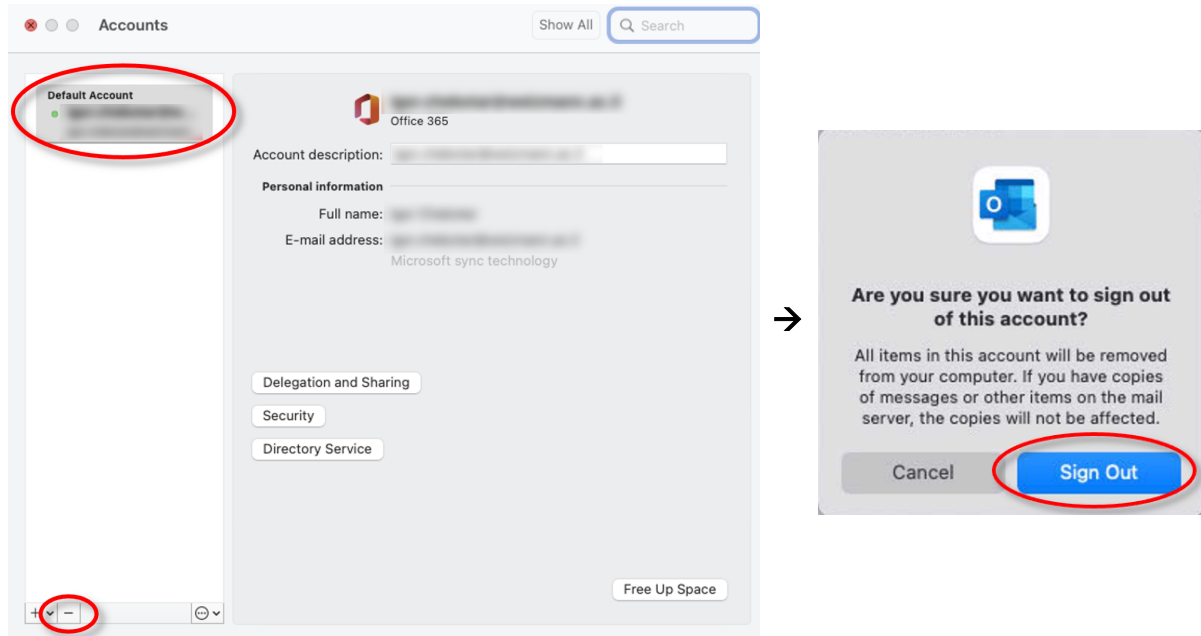 Accounts
Show All
Search
Default Account
Office 365
Account description:
Personal information
Full name:
E-mail address:
Microsoft sync technology
Delegation and Sharing
Security
Directory Service
Free Up Space
Are you sure you want to sign out
of this account?
All items in this account will be removed
from your computer. If you have copies
of messages or other items on the mail
server, the copies will not be affected.
Cancel
Sign Out